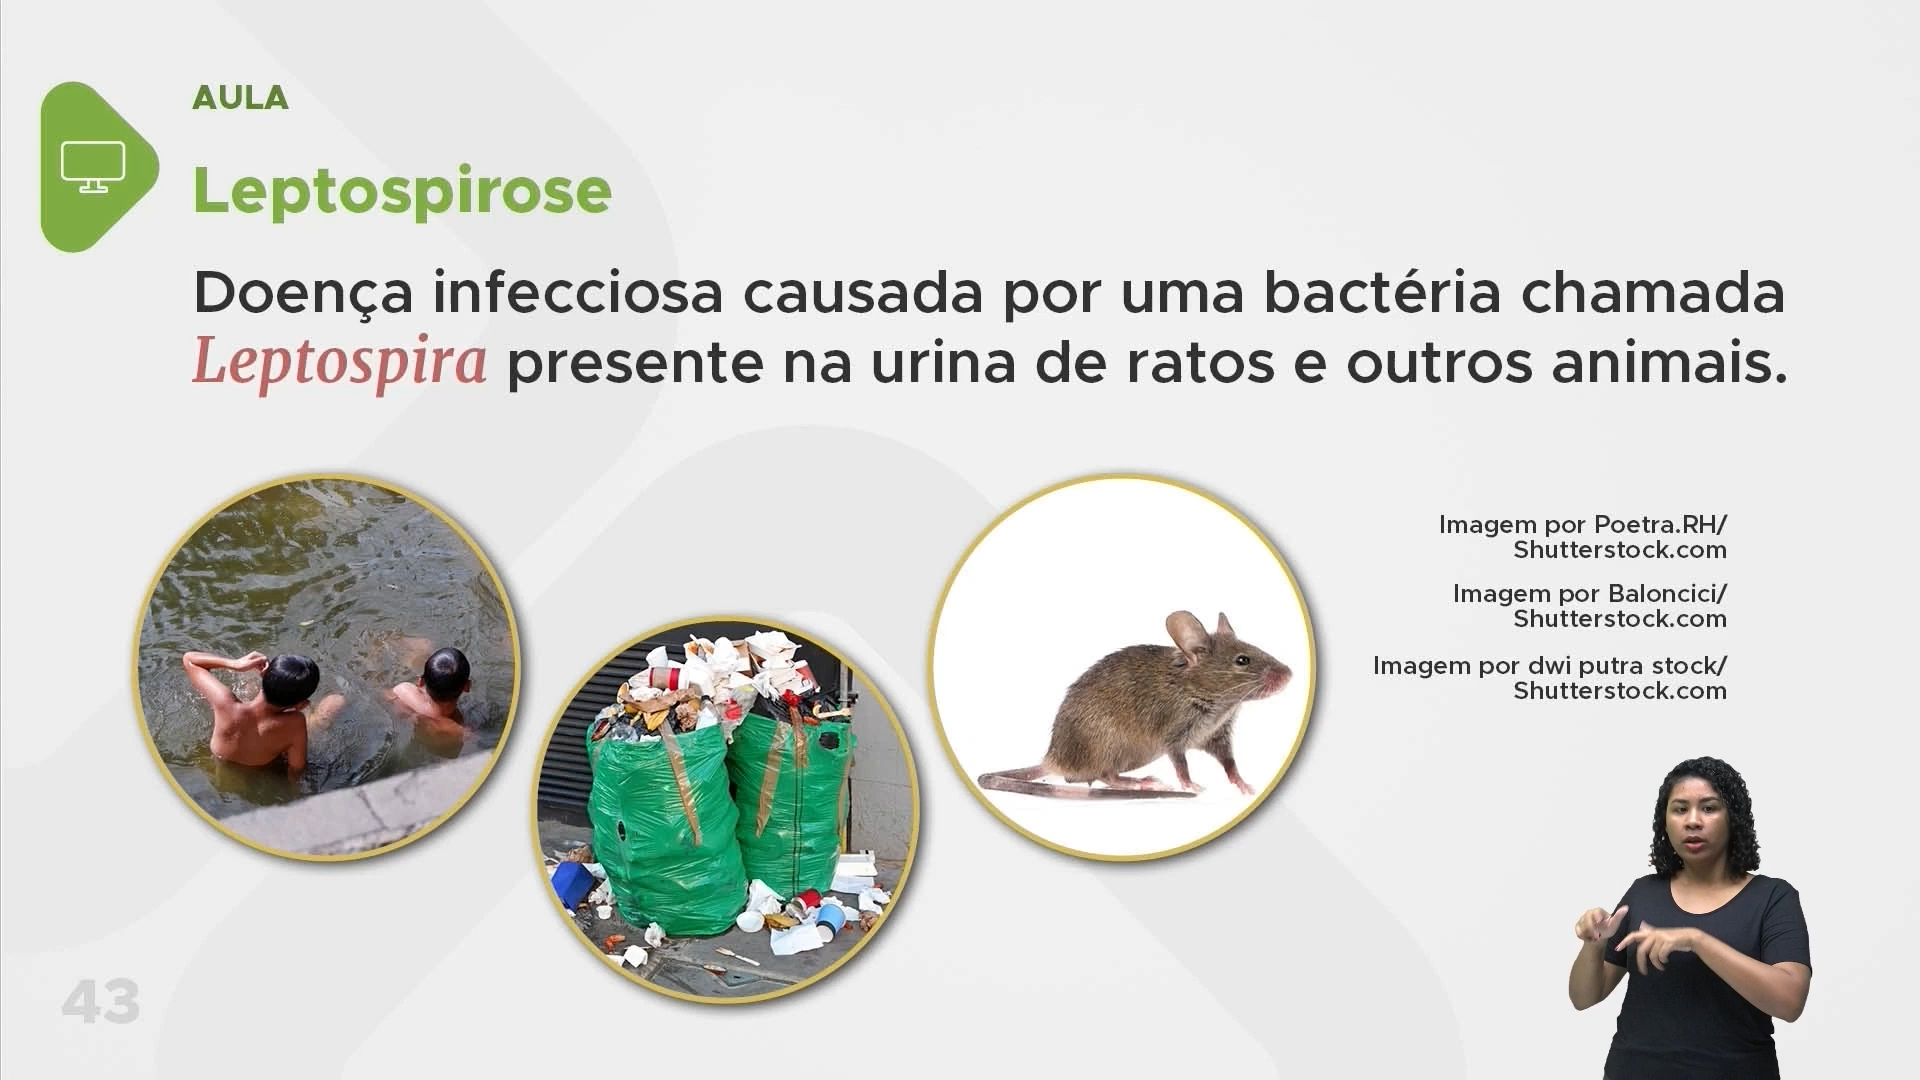 AULA
Leptospirose
Doença infecciosa causada por uma bactéria chamada
Leptospira presente na urina de ratos e outros animais.
Imagem por Poetra.RH/
Shutterstock.com
Imagem por Baloncici/
Shutterstock.com
Imagem por dwi putra stock/
Shutterstock.com
43